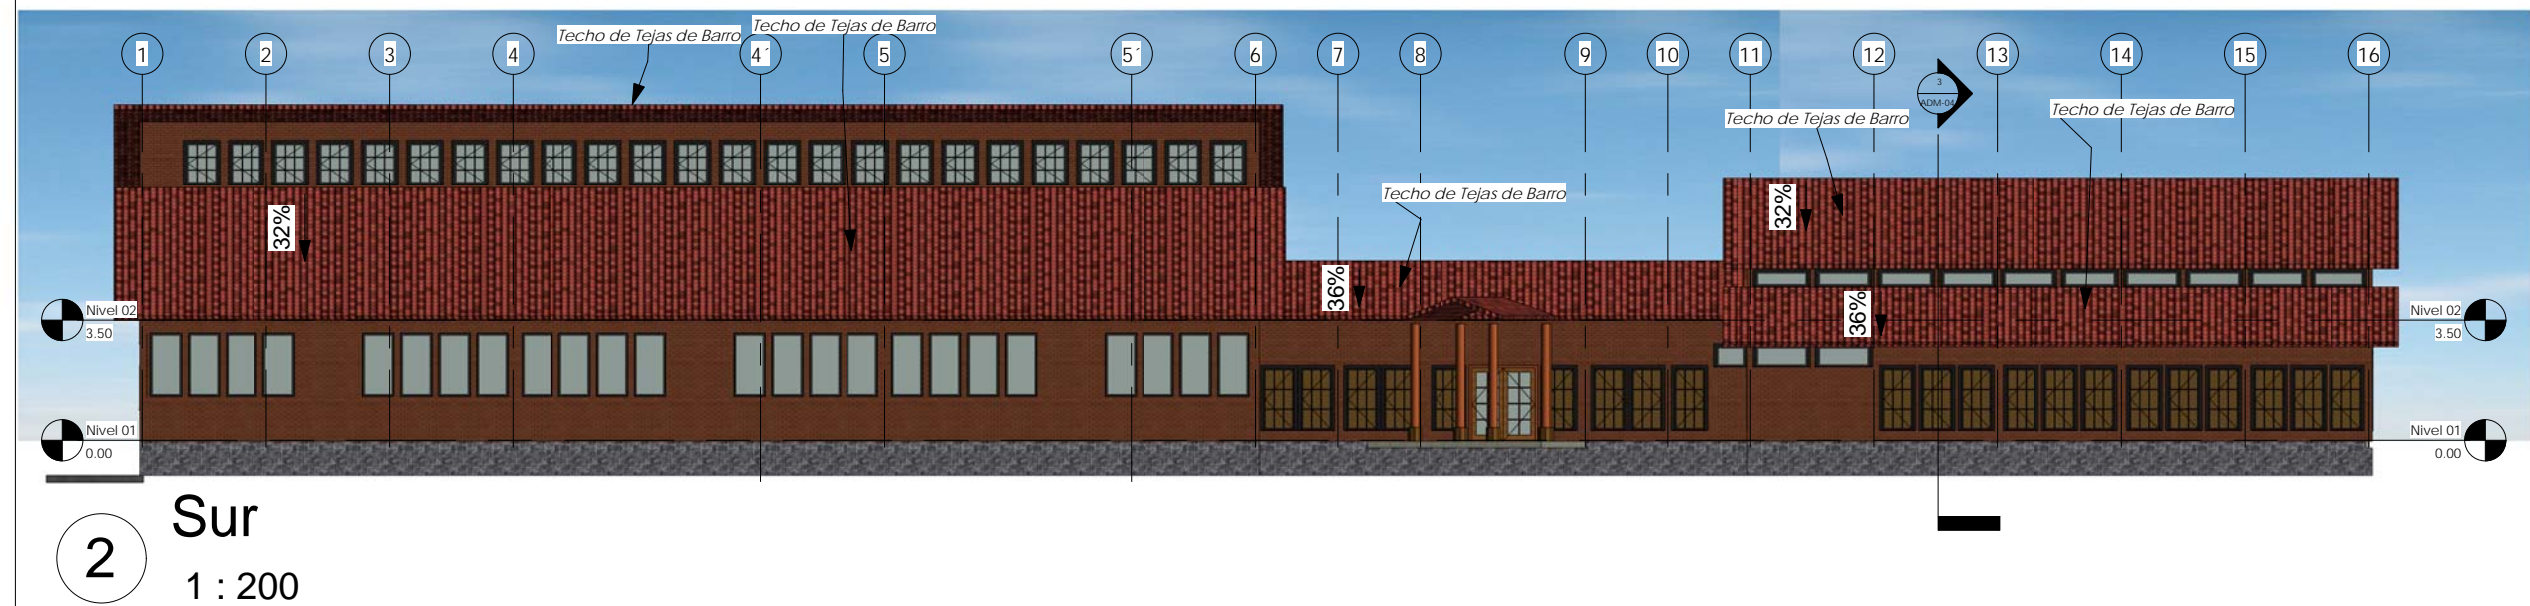 Techo de Tejas de Barro
Techo de Tejas de Barro
1
2
3
4
4´
5
5´
6
7
8
9
10
11
12
13
14
15
16
3
ADM-04
Techo de Tejas de Barro
Techo de Tejas de Barro
Techo de Tejas de Barro
32%
32%
36%
36%
Nivel 02
3.50
Nivel 02
3.50
Nivel 01
0.00
Nivel 01
0.00
2
Sur
1 : 200